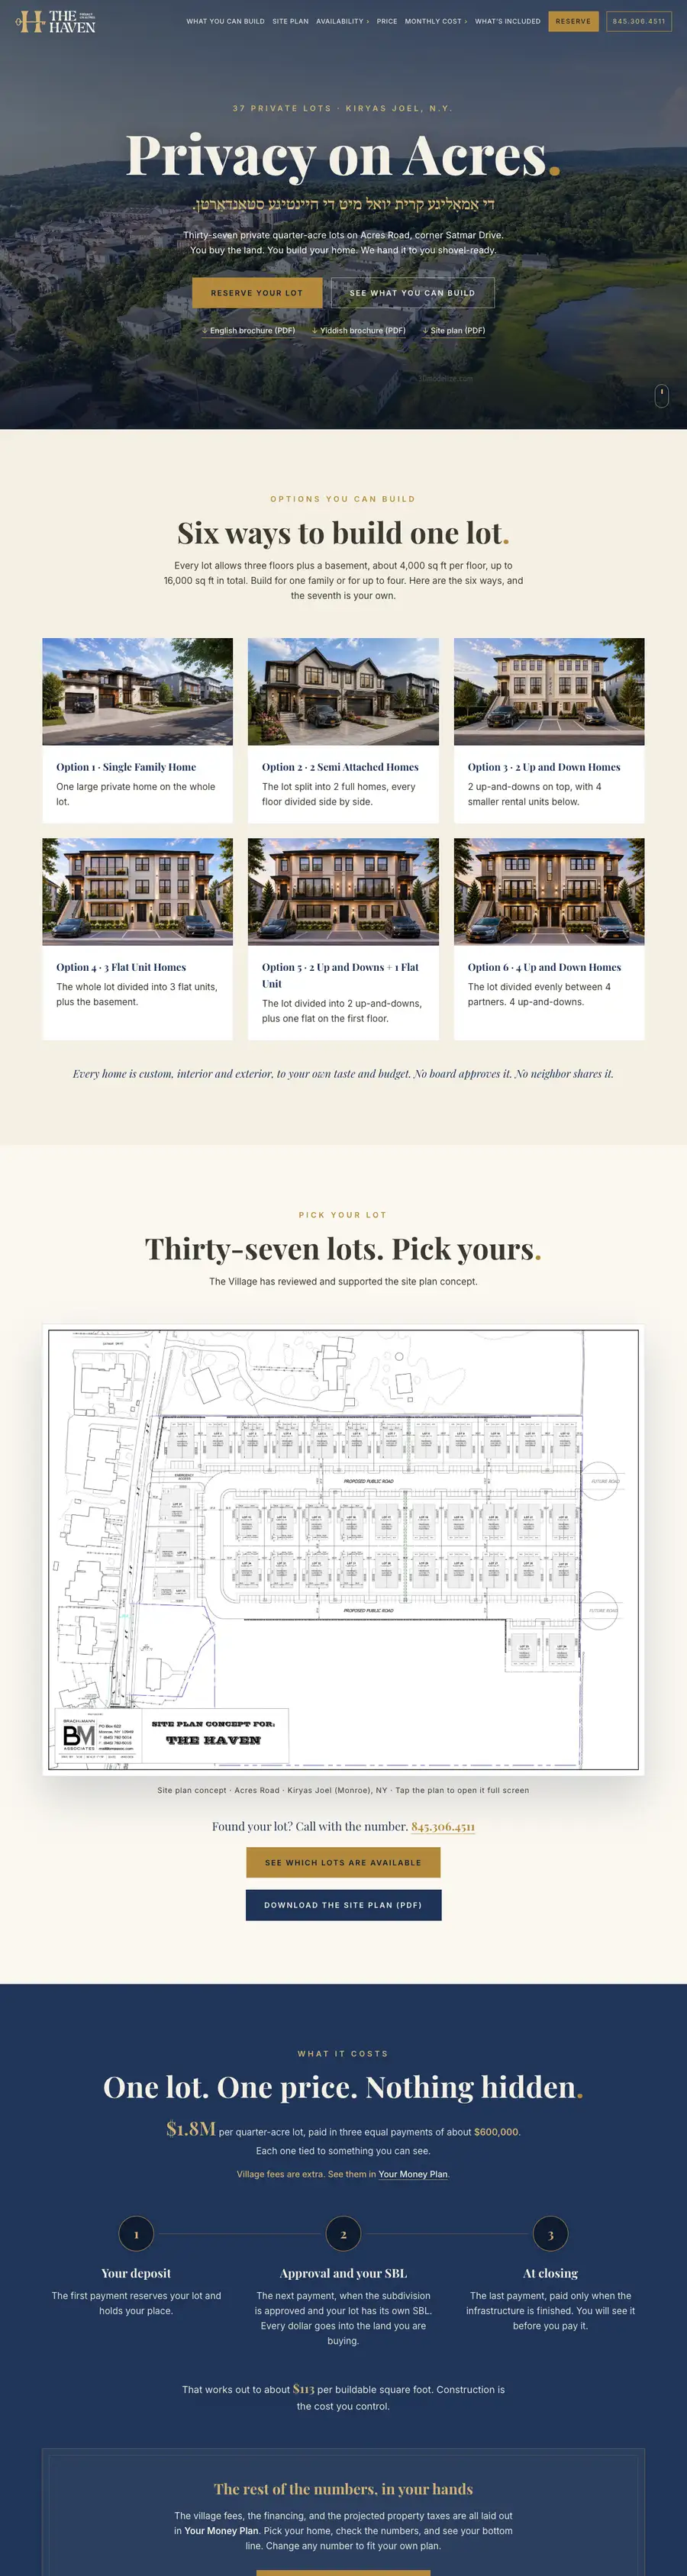 THE
HAVEN
WHAT YOU CAN BUILD
SITE PLAN
AVAILABILITY ›
PRICE
MONTHLY COST ›
WHAT'S INCLUDED
RESERVE
845.306.4511
37 PRIVATE LOTS · KIRYAS JOEL, N.Y.
Privacy on Acres.
די אמאליגע קרית יואל מיט די היינטיגע סטאנדארטן.
Thirty-seven private quarter-acre lots on Acres Road, corner Satmar Drive.
You buy the land. You build your home. We hand it to you shovel-ready.
RESERVE YOUR LOT
SEE WHAT YOU CAN BUILD
↓ English brochure (PDF)
↓ Yiddish brochure (PDF)
↓ Site plan (PDF)
OPTIONS YOU CAN BUILD
Six ways to build one lot.
Every lot allows three floors plus a basement, about 4,000 sq ft per floor, up to
16,000 sq ft in total. Build for one family or for up to four. Here are the six ways, and
the seventh is your own.
Option 1 · Single Family Home
One large private home on the whole
lot.
Option 2 · 2 Semi Attached Homes
The lot split into 2 full homes, every
floor divided side by side.
Option 3 · 2 Up and Down Homes
2 up-and-downs on top, with 4
smaller rental units below.
Option 4 · 3 Flat Unit Homes
The whole lot divided into 3 flat units,
plus the basement.
Option 5 · 2 Up and Downs + 1 Flat
Unit
The lot divided into 2 up-and-downs,
plus one flat on the first floor.
Option 6 · 4 Up and Down Homes
The lot divided evenly between 4
partners. 4 up-and-downs.
Every home is custom, interior and exterior, to your own taste and budget. No board approves it. No neighbor shares it.
PICK YOUR LOT
Thirty-seven lots. Pick yours.
The Village has reviewed and supported the site plan concept.
EMERGENCY
ACCESS
PROPOSED PUBLIC ROAD
FUTURE ROAD
PROPOSED PUBLIC ROAD
FUTURE ROAD
BM
ASSOCIATES
SITE PLAN CONCEPT FOR:
THE HAVEN
Site plan concept · Acres Road · Kiryas Joel (Monroe), NY · Tap the plan to open it full screen
Found your lot? Call with the number. 845.306.4511
SEE WHICH LOTS ARE AVAILABLE
DOWNLOAD THE SITE PLAN (PDF)
WHAT IT COSTS
One lot. One price. Nothing hidden.
$1.8M per quarter-acre lot, paid in three equal payments of about $600,000.
Each one tied to something you can see.
Village fees are extra. See them in Your Money Plan.
1
2
3
Your deposit
The first payment reserves your lot and
holds your place.
Approval and your SBL
The next payment, when the subdivision
is approved and your lot has its own SBL.
Every dollar goes into the land you are
buying.
At closing
The last payment, paid only when the
infrastructure is finished. You will see it
before you pay it.
That works out to about $113 per buildable square foot. Construction is
the cost you control.
The rest of the numbers, in your hands
The village fees, the financing, and the projected property taxes are all laid out
in Your Money Plan. Pick your home, check the numbers, and see your bottom
line. Change any number to fit your own plan.